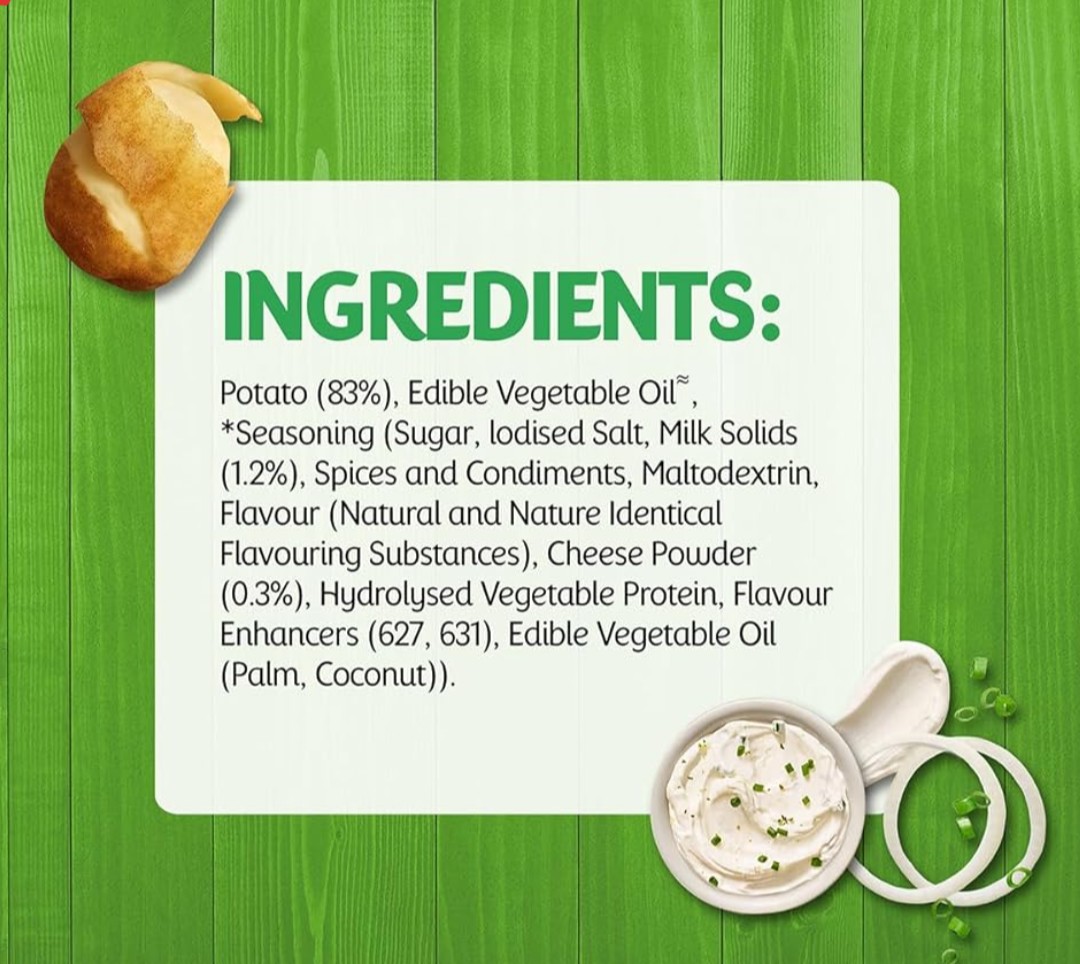 INGREDIENTS:
Potato (83%), Edible Vegetable Oil≈,
*Seasoning (Sugar, Iodised Salt, Milk Solids
(1.2%), Spices and Condiments, Maltodextrin,
Flavour (Natural and Nature Identical
Flavouring Substances), Cheese Powder
(0.3%), Hydrolysed Vegetable Protein, Flavour
Enhancers (627, 631), Edible Vegetable Oil
(Palm, Coconut)).